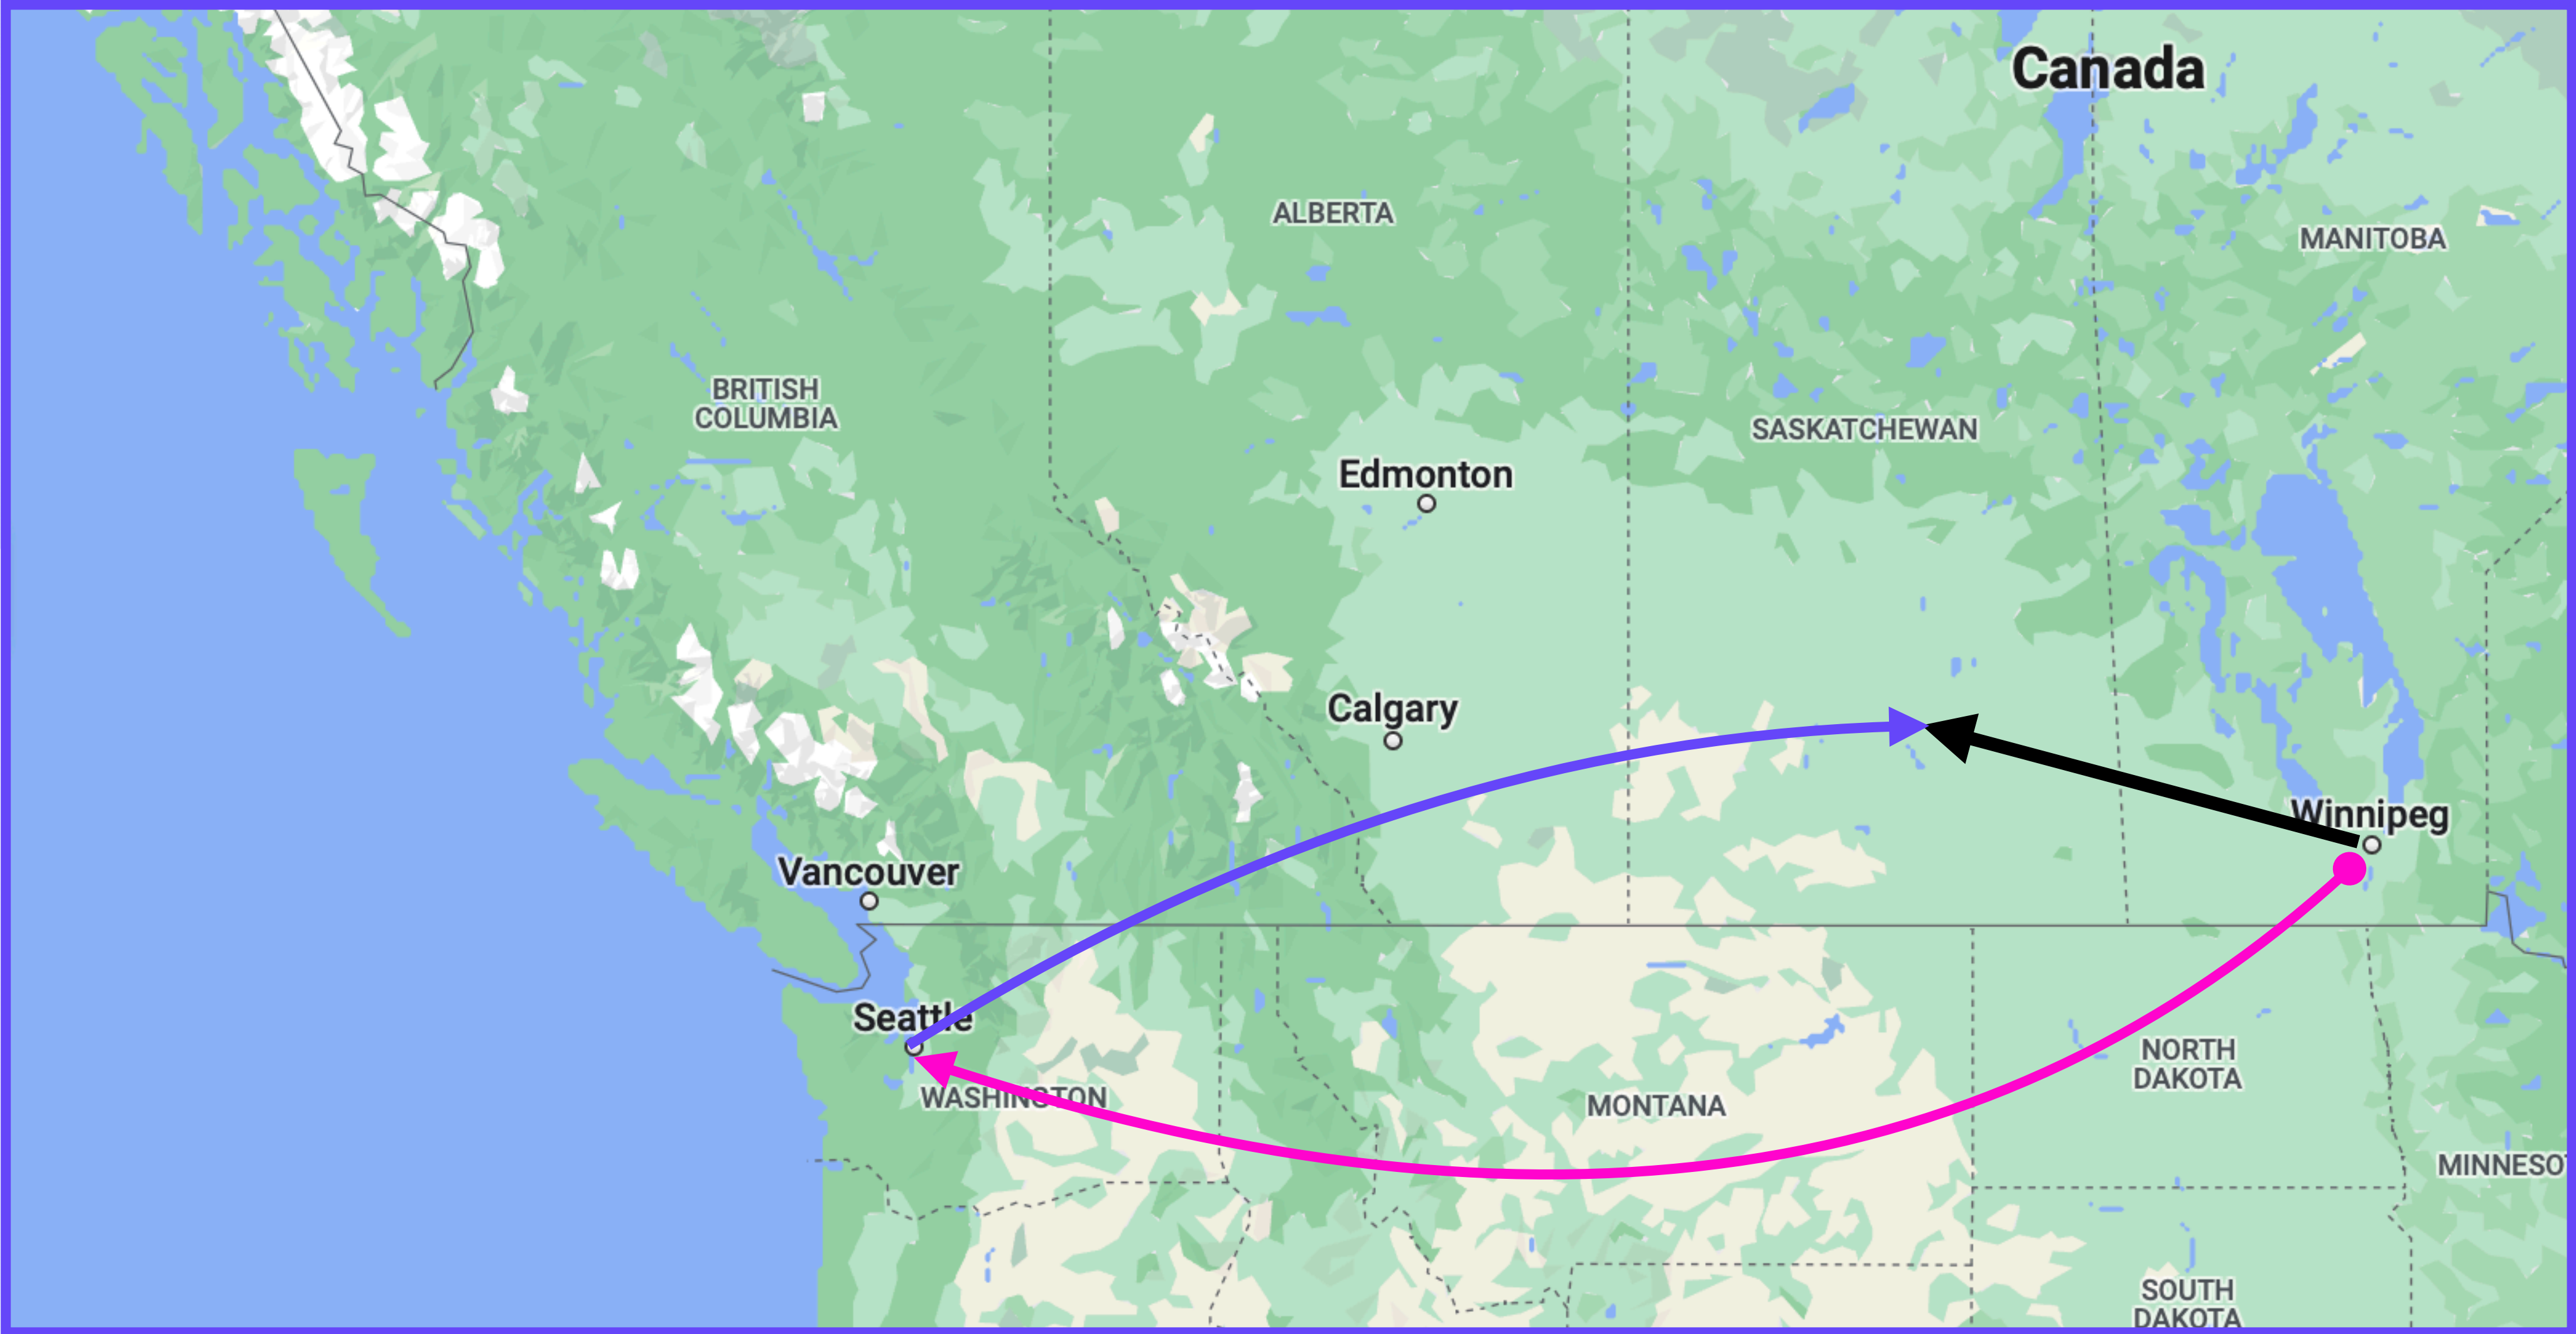 Canada
ALBERTA
MANITOBA
BRITISH
COLUMBIA
SASKATCHEWAN
Edmonton
Calgary
Winnipeg
Vancouver
Seattle
WASHINGTON
MONTANA
NORTH
DAKOTA
MINNESO
SOUTH
DAKOTA